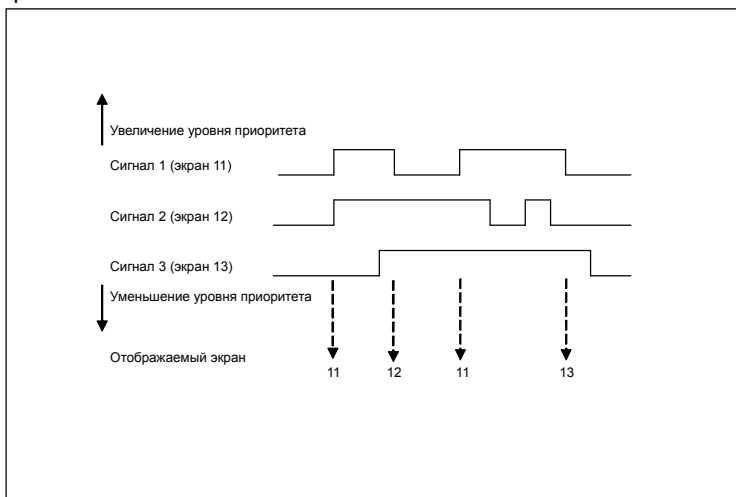 Увеличение уровня приоритета
Сигнал 1 (экран 11)
Сигнал 2 (экран 12)
Сигнал 3 (экран 13)
Уменьшение уровня приоритета
Отображаемый экран
11 12 11 13